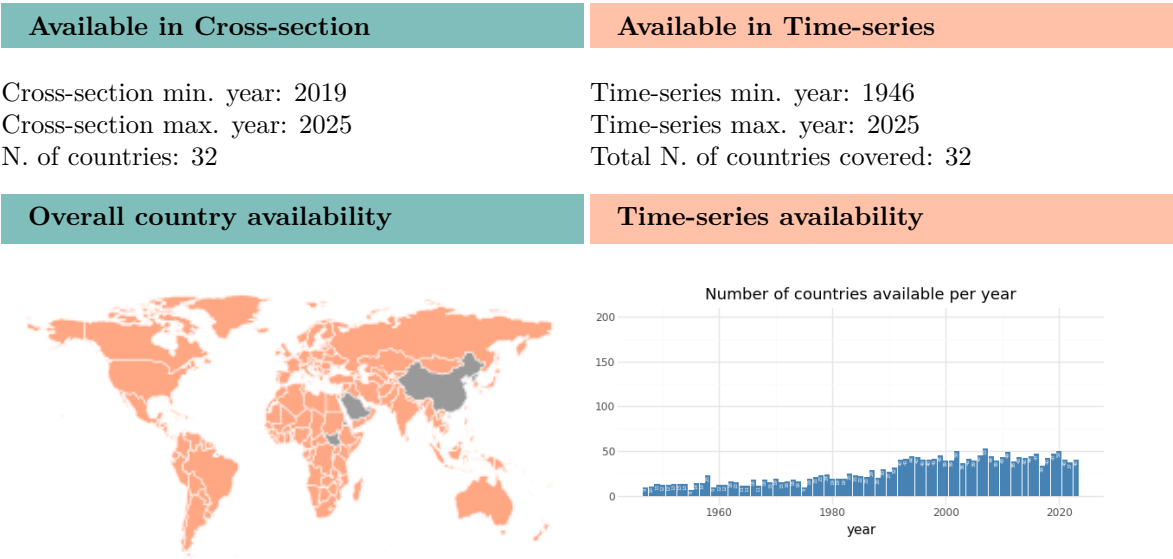 Available in Cross-section
Available in Time-series
Cross-section min. year: 2019
Cross-section max. year: 2025
N. of countries: 32
Time-series min. year: 1946
Time-series max. year: 2025
Total N. of countries covered: 32
Overall country availability
Time-series availability
Number of countries available per year
200
150
100
50
0
1960 1980 2000 2020
year